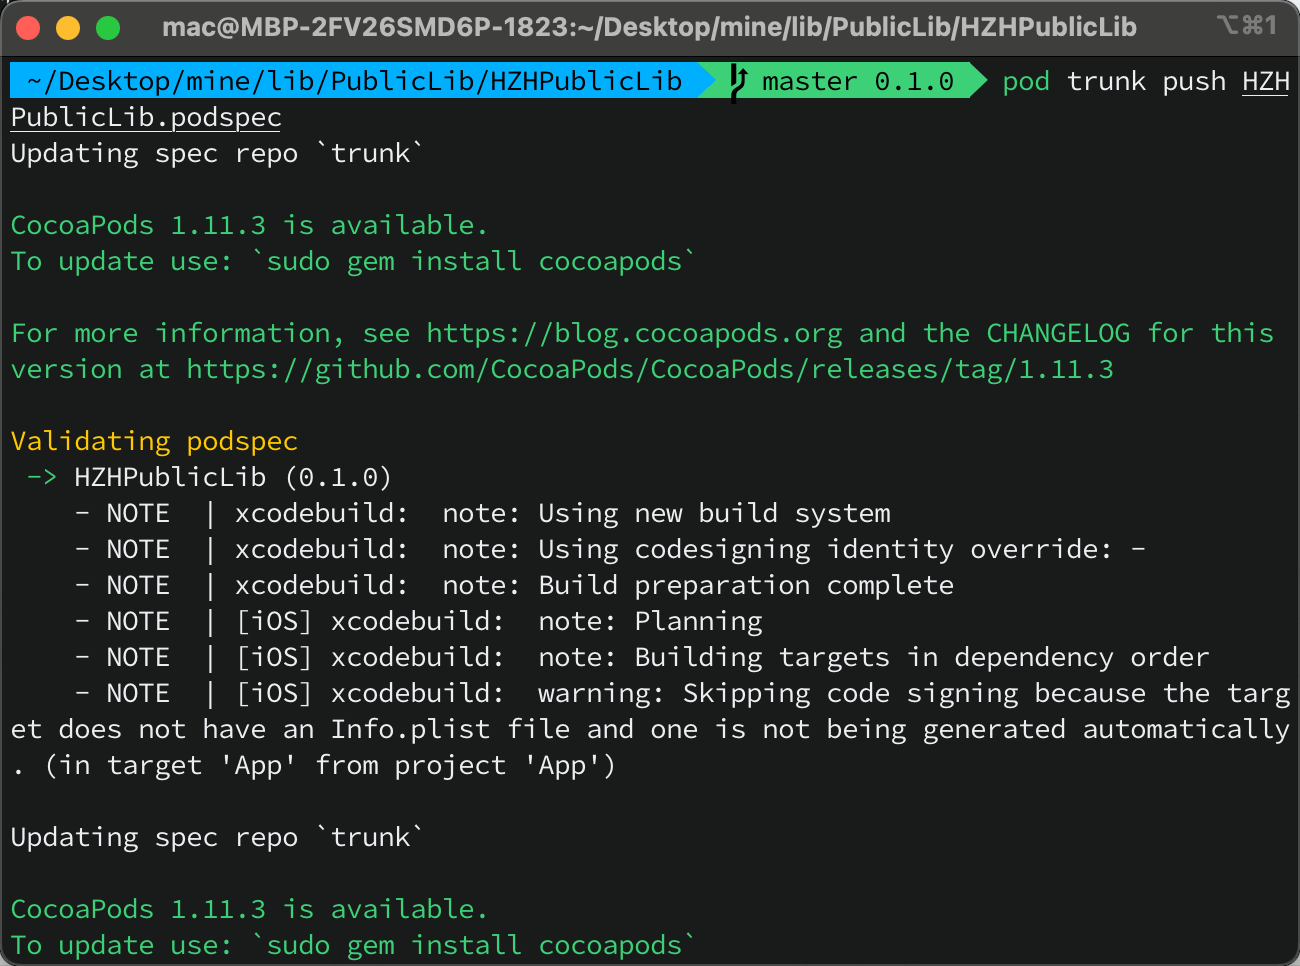 mac@MBP-2FV26SMD6P-1823:~/Desktop/mine/lib/PublicLib/HZHPublicLib ⌥⌘1
~/Desktop/mine/lib/PublicLib/HZHPublicLib master 0.1.0 pod trunk push HZH
PublicLib.podspec
Updating spec repo `trunk`
CocoaPods 1.11.3 is available.
To update use: `sudo gem install cocoapods`
For more information, see https://blog.cocoapods.org and the CHANGELOG for this
version at https://github.com/CocoaPods/CocoaPods/releases/tag/1.11.3
Validating podspec
-> HZHPublicLib (0.1.0)
- NOTE | xcodebuild: note: Using new build system
- NOTE | xcodebuild: note: Using codesigning identity override: -
- NOTE | xcodebuild: note: Build preparation complete
- NOTE | [iOS] xcodebuild: note: Planning
- NOTE | [iOS] xcodebuild: note: Building targets in dependency order
- NOTE | [iOS] xcodebuild: warning: Skipping code signing because the targ
et does not have an Info.plist file and one is not being generated automatically
. (in target 'App' from project 'App')
Updating spec repo `trunk`
CocoaPods 1.11.3 is available.
To update use: `sudo gem install cocoapods`